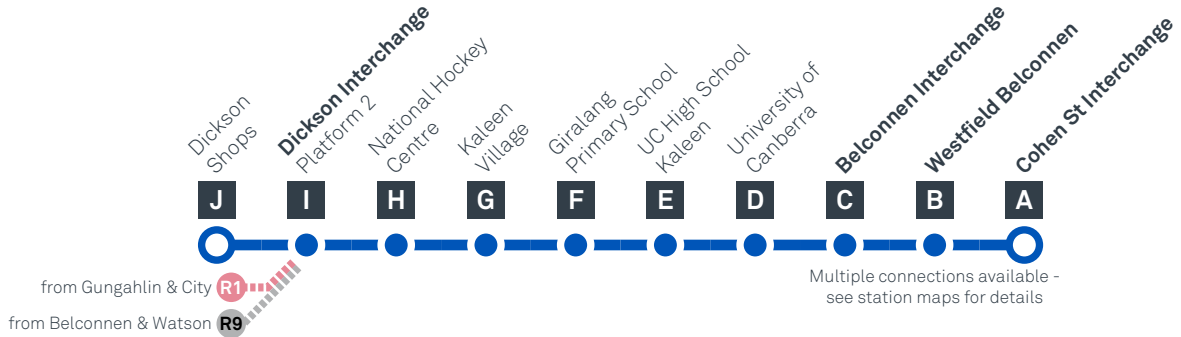 Dickson
Shops
Dickson Interchange
Platform 2
National Hockey
Centre
Kaleen
Village
Giralang
Primary School
UC High School
Kaleen
University of
Canberra
Belconnen Interchange
Westfield Belconnen
Cohen St Interchange
J
I
H
G
F
E
D
C
B
A
from Gungahlin & City R1
from Belconnen & Watson R9
Multiple connections available -
see station maps for details